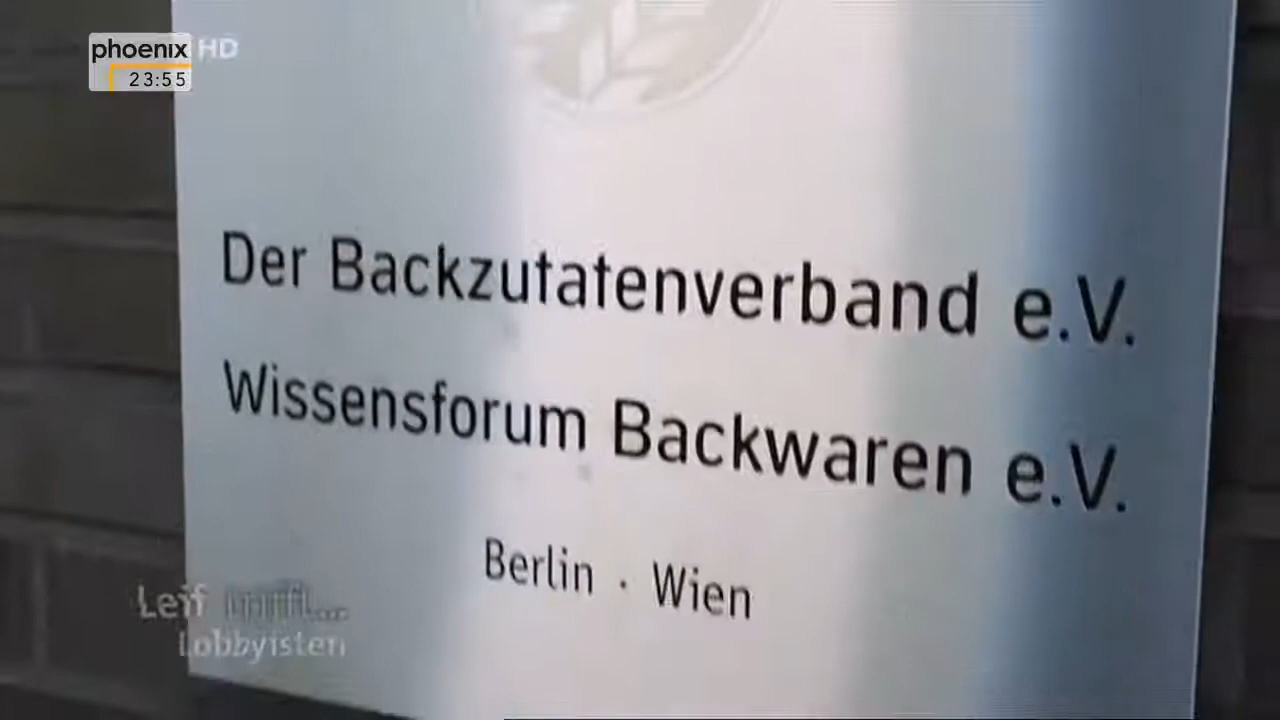 phoenix HD
23:55
Der Backzutatenverband e.V.
Wissensforum Backwaren e.V.
Berlin · Wien
Leif
Lobbyisten